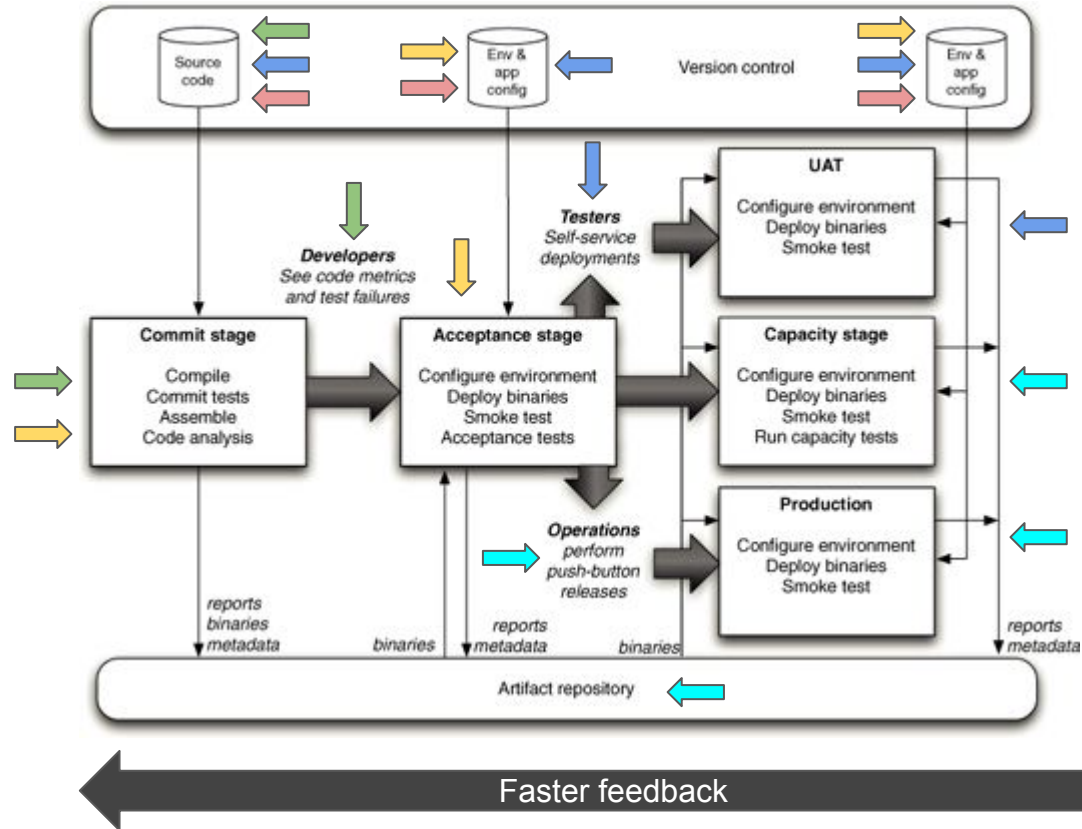 Source
code
Env &
app
config
Version control
Env &
app
config
UAT
Configure environment
Deploy binaries
Smoke test
Testers
Self-service
deployments
Developers
See code metrics
and test failures
Commit stage
Compile
Commit tests
Assemble
Code analysis
Acceptance stage
Configure environment
Deploy binaries
Smoke test
Acceptance tests
Capacity stage
Configure environment
Deploy binaries
Smoke test
Run capacity tests
Operations
perform
push-button
releases
Production
Configure environment
Deploy binaries
Smoke test
reports
binaries
metadata
binaries
reports
metadata
binaries
reports
metadata
Artifact repository
Faster feedback